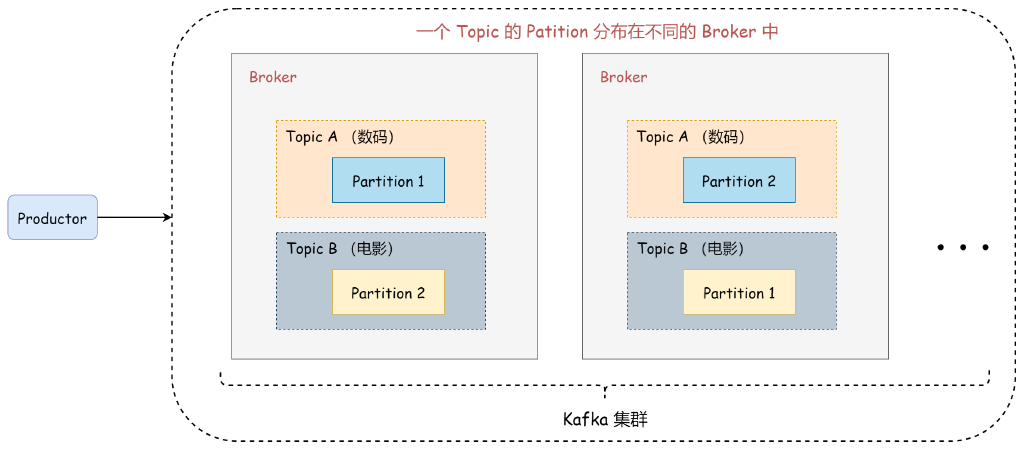 一个 Topic 的 Patition 分布在不同的 Broker 中
Broker
Topic A （数码）
Partition 1
Topic B （电影）
Partition 2
Broker
Topic A （数码）
Partition 2
Topic B （电影）
Partition 1
Productor
Kafka 集群